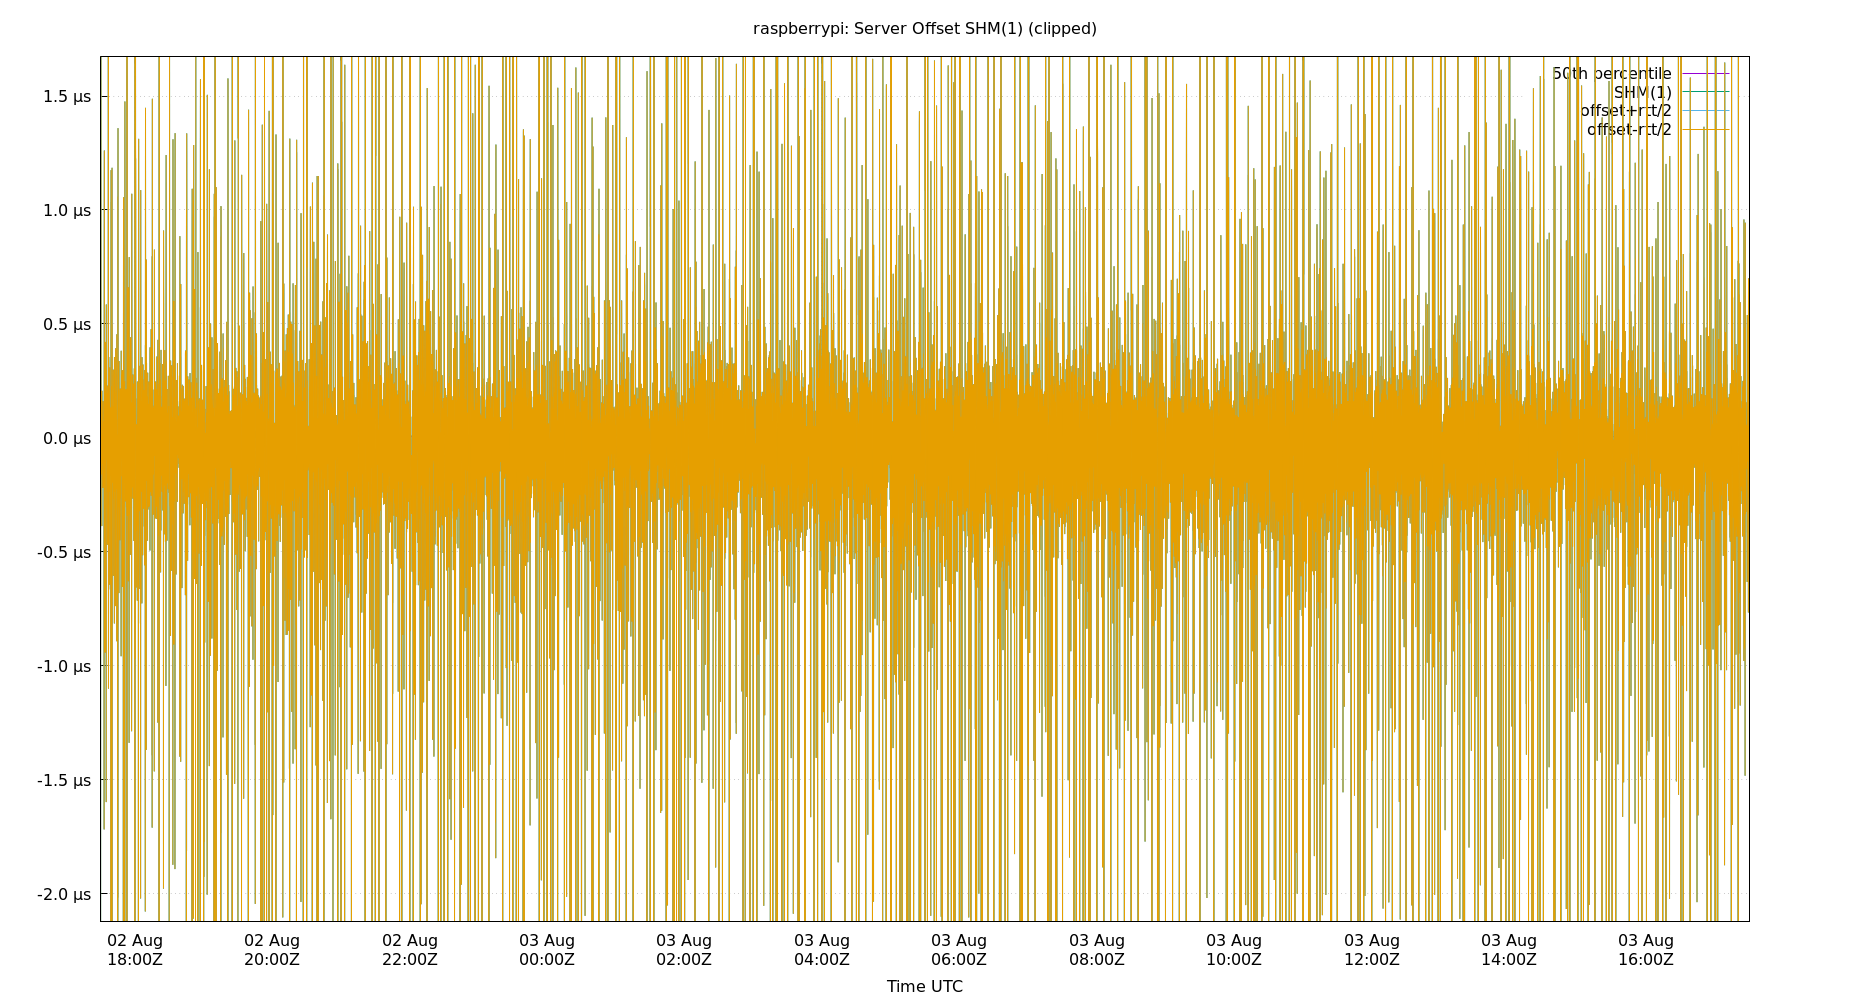 raspberrypi: Server Offset SHM(1) (clipped)
50th percentile
SHM(1)
offset+rtt/2
offset-rtt/2
1.5 µs
1.0 µs
0.5 µs
0.0 µs
-0.5 µs
-1.0 µs
-1.5 µs
-2.0 µs
02 Aug 02 Aug 02 Aug 03 Aug 03 Aug 03 Aug 03 Aug 03 Aug 03 Aug 03 Aug 03 Aug 03 Aug
18:00Z 20:00Z 22:00Z 00:00Z 02:00Z 04:00Z 06:00Z 08:00Z 10:00Z 12:00Z 14:00Z 16:00Z
Time UTC